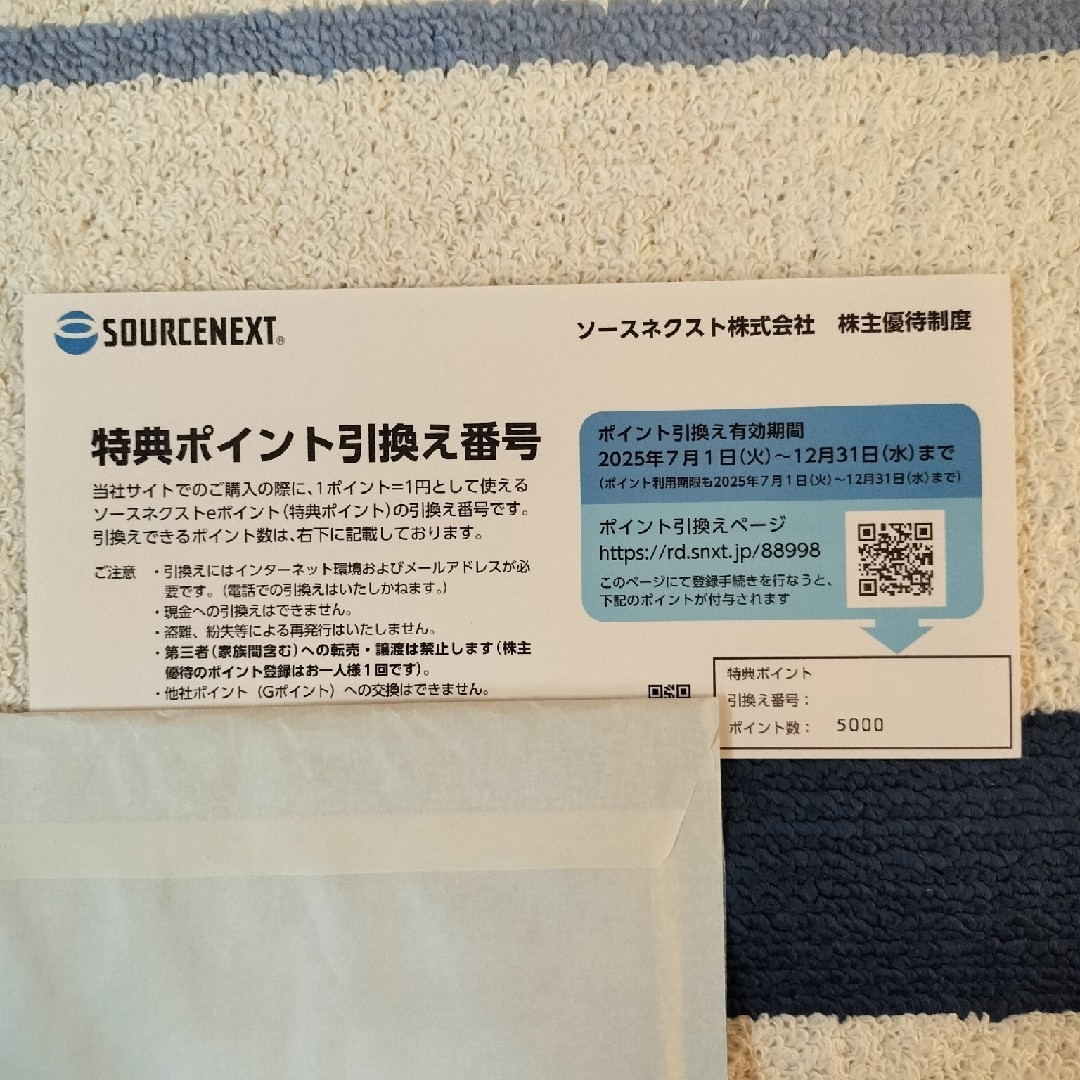 SOURCENEXT®
ソースネクスト株式会社 株主優待制度
特典ポイント引換え番号
当社サイトでのご購入の際に、1ポイント=1円として使える
ソースネクストeポイント(特典ポイント)の引換え番号です。
引換えできるポイント数は、右下に記載しております。
ご注意 ・引換えにはインターネット環境およびメールアドレスが必
要です。(電話での引換えはいたしかねます。)
・現金への引換えはできません。
・盗難、紛失等による再発行はいたしません。
・第三者(家族間含む)への転売・譲渡は禁止します(株主
優待のポイント登録はお一人様1回です)。
・他社ポイント(Gポイント)への交換はできません。
ポイント引換え有効期間
2025年7月1日(火)~12月31日(水)まで
(ポイント利用期限も2025年7月1日(火)~12月31日(水)まで)
ポイント引換えページ
https://rd.snxt.jp/88998
このページにて登録手続きを行なうと、
下記のポイントが付与されます
特典ポイント
引換え番号:
ポイント数: 5000